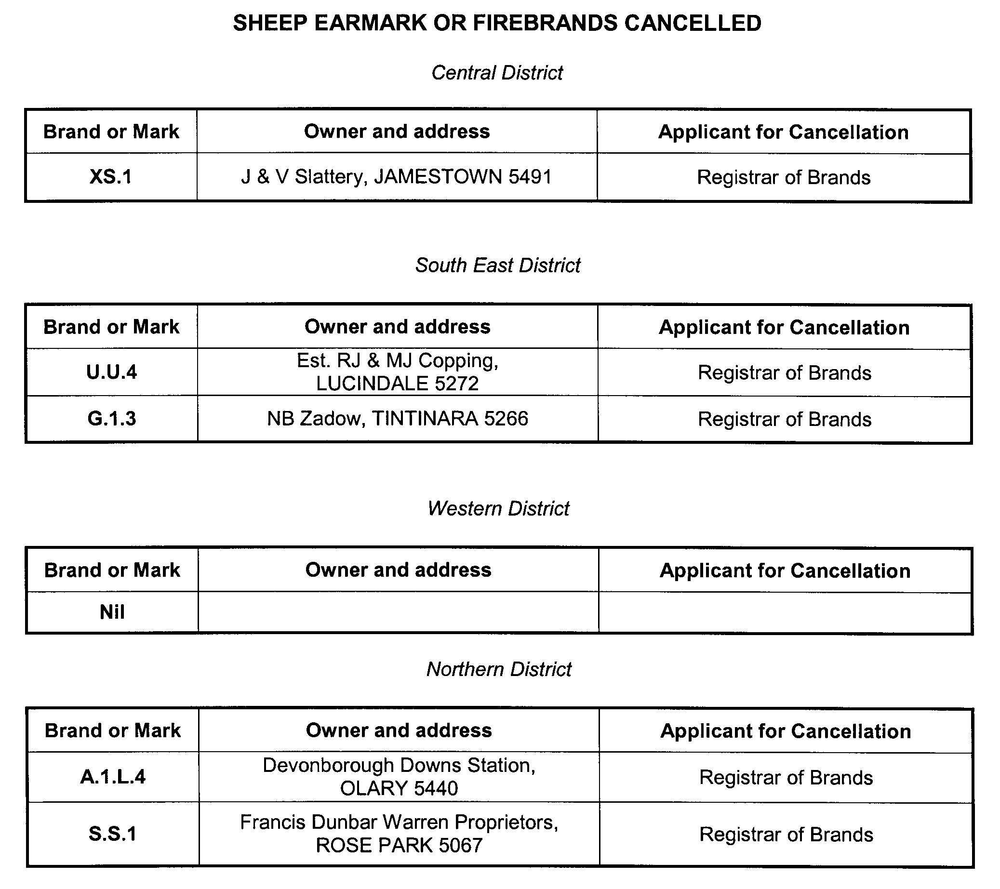 SHEEP EARMARK OR FIREBRANDS CANCELLED
Central District
Brand or Mark Owner and address Applicant for Cancellation
XS.1 J & V Slattery, JAMESTOWN 5491 Registrar of Brands
South East District
Brand or Mark Owner and address Applicant for Cancellation
U.U.4 Est. RJ & MJ Copping,
LUCINDALE 5272 Registrar of Brands
G.1.3 NB Zadow, TINTINARA 5266 Registrar of Brands
Western District
Brand or Mark Owner and address Applicant for Cancellation
Nil
Northern District
Brand or Mark Owner and address Applicant for Cancellation
A.1.L.4 Devonborough Downs Station,
OLARY 5440 Registrar of Brands
S.S.1 Francis Dunbar Warren Proprietors,
ROSE PARK 5067 Registrar of Brands